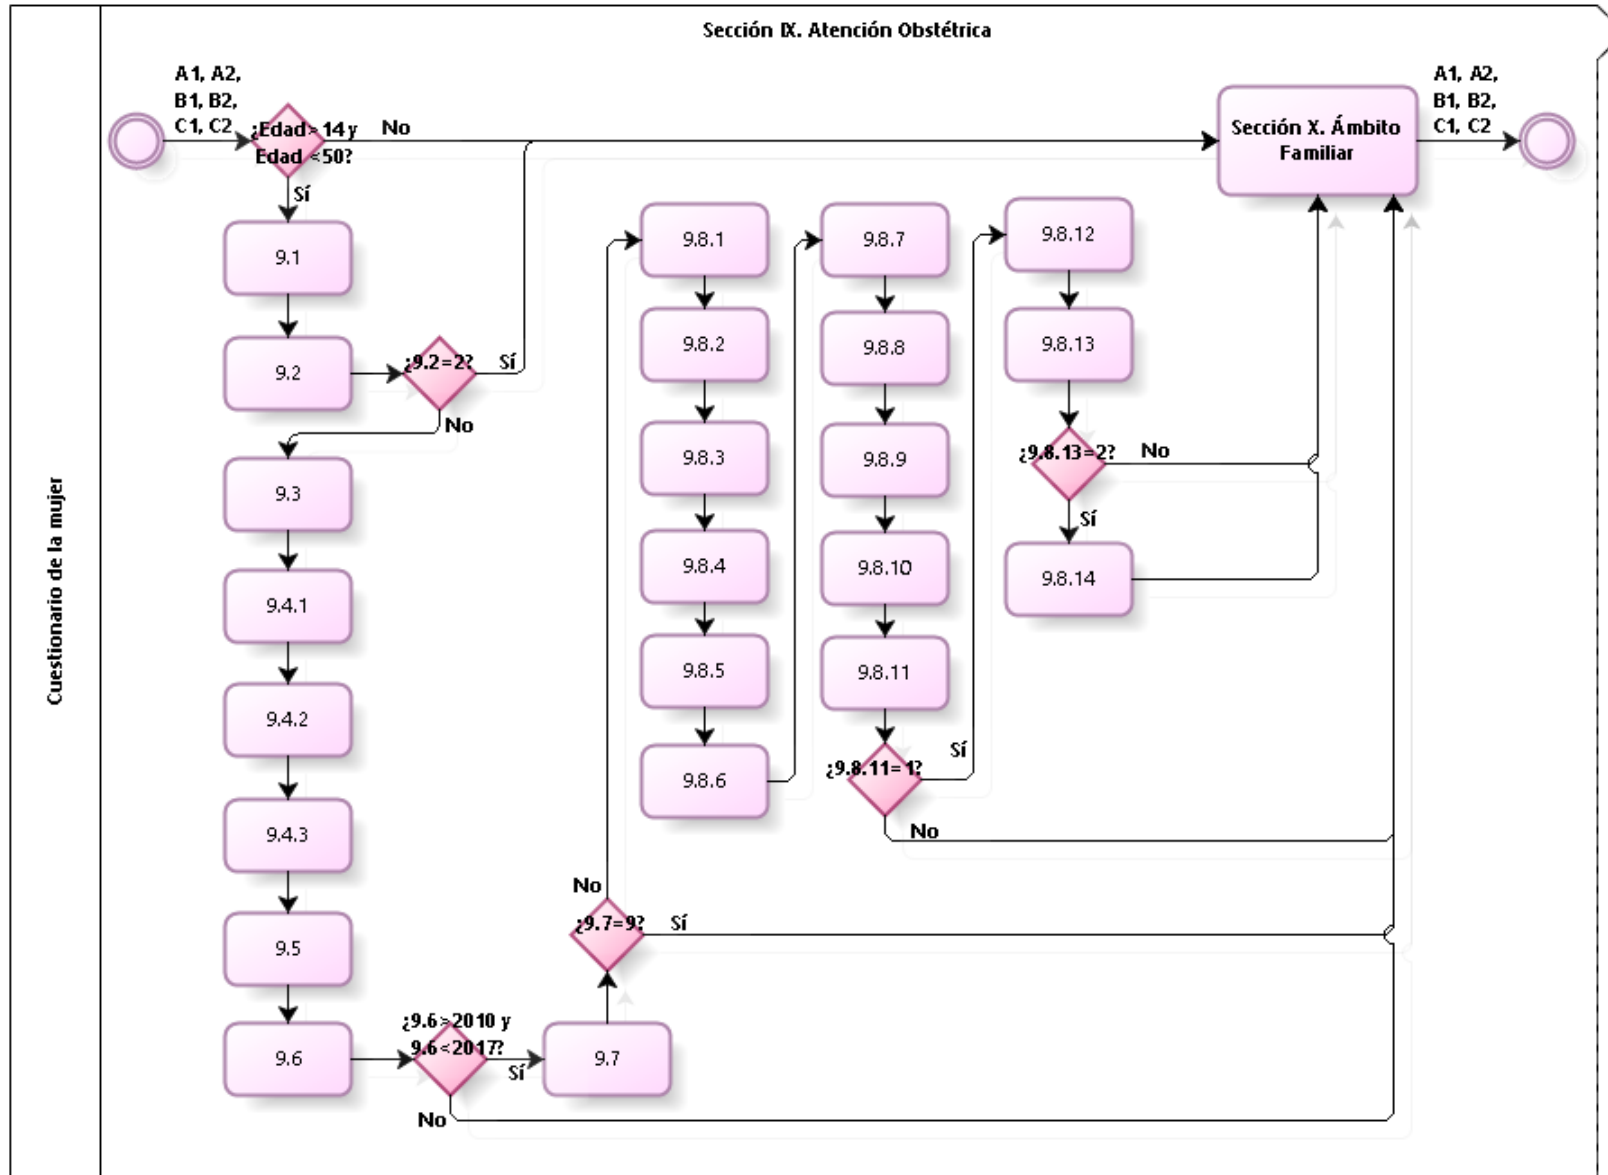 Sección IX. Atención Obstétrica
Cuestionario de la mujer
A1, A2,
B1, B2,
C1, C2
¿Edad>14 y
Edad <50?
No
Sí
Sección X. Ámbito
Familiar
A1, A2,
B1, B2,
C1, C2
9.1
9.2
¿9.2=2?
Sí
No
9.3
9.4.1
9.4.2
9.4.3
9.5
9.6
¿9.6>2010 y
9.6<2017?
Sí
No
9.7
¿9.7=9?
No
Sí
9.8.1
9.8.2
9.8.3
9.8.4
9.8.5
9.8.6
9.8.7
9.8.8
9.8.9
9.8.10
9.8.11
¿9.8.11=1?
Sí
No
9.8.12
9.8.13
¿9.8.13=2?
No
Sí
9.8.14